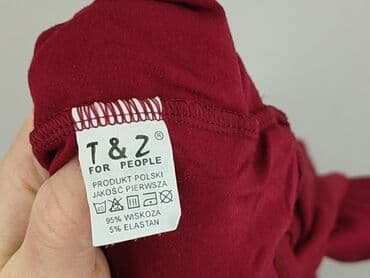 T & Z ®
FOR PEOPLE
PRODUKT POLSKI
JAKOŚĆ PIERWSZA
95% WISKOZA
5% ELASTAN